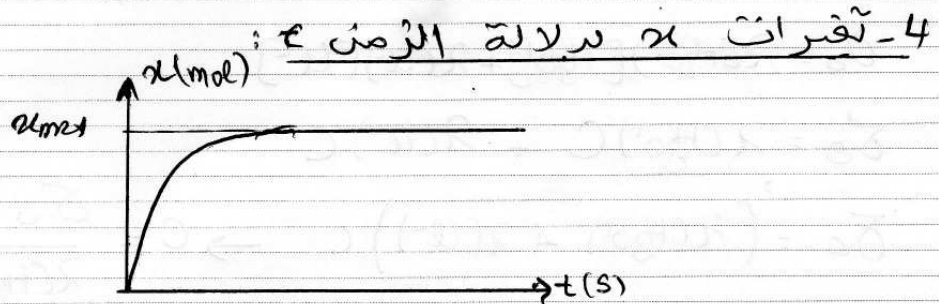 4- تغيرات x بدلالة الزمن t :
x(mol)
xmax
t(s)